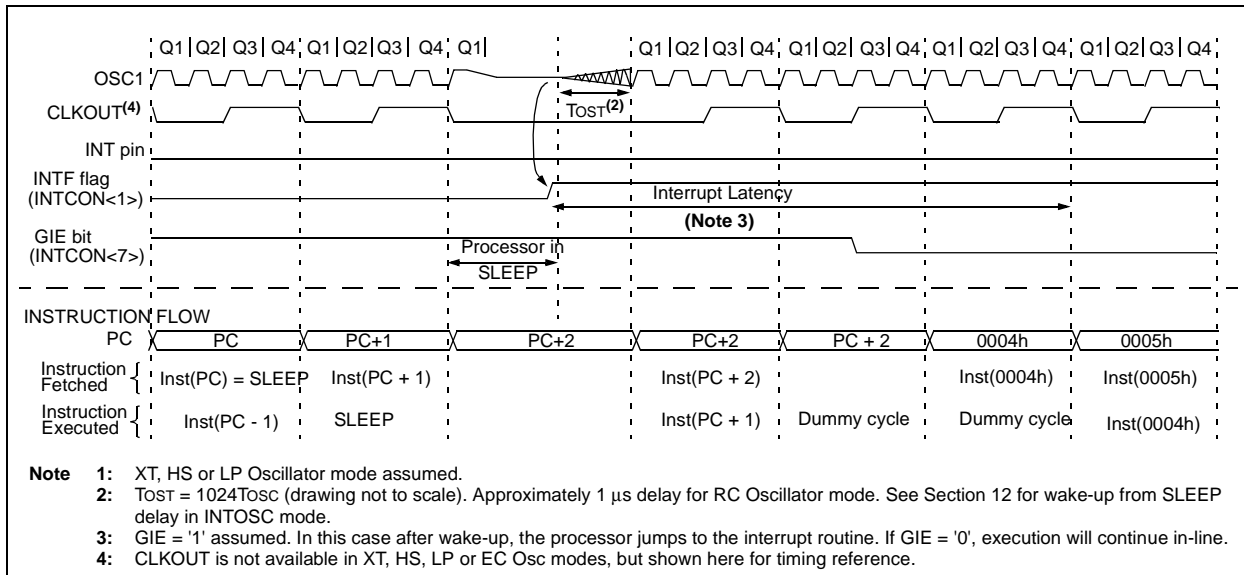 Q1 | Q2 | Q3 | Q4 | Q1 | Q2 | Q3 | Q4 | Q1 | Q1 | Q2 | Q3 | Q4 | Q1 | Q2 | Q3 | Q4 | Q1 | Q2 | Q3 | Q4 | Q1 | Q2 | Q3 | Q4
OSC1
CLKOUT(4)
TOST(2)
INT pin
INTF flag
(INTCON<1>)
Interrupt Latency
(Note 3)
GIE bit
(INTCON<7>)
Processor in
SLEEP
INSTRUCTION FLOW
PC PC PC+1 PC+2 PC+2 PC + 2 0004h 0005h
Instruction
Fetched
Inst(PC) = SLEEP Inst(PC + 1) Inst(PC + 2) Inst(0004h) Inst(0005h)
Instruction
Executed
Inst(PC - 1) SLEEP Inst(PC + 1) Dummy cycle Dummy cycle Inst(0004h)
Note 1: XT, HS or LP Oscillator mode assumed.
2: TOST = 1024TOSC (drawing not to scale). Approximately 1 µs delay for RC Oscillator mode. See Section 12 for wake-up from SLEEP
delay in INTOSC mode.
3: GIE = '1' assumed. In this case after wake-up, the processor jumps to the interrupt routine. If GIE = '0', execution will continue in-line.
4: CLKOUT is not available in XT, HS, LP or EC Osc modes, but shown here for timing reference.